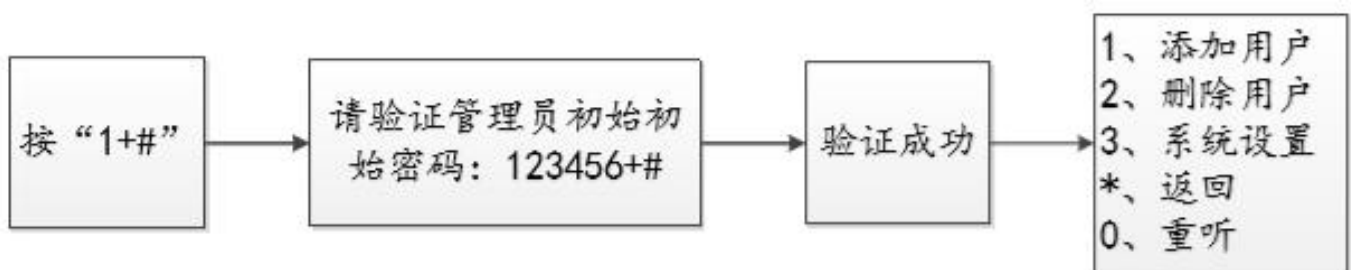 按“1+#”
请验证管理员初始初
始密码：123456+#
验证成功
1、添加用户
2、删除用户
3、系统设置
*、返回
0、重听